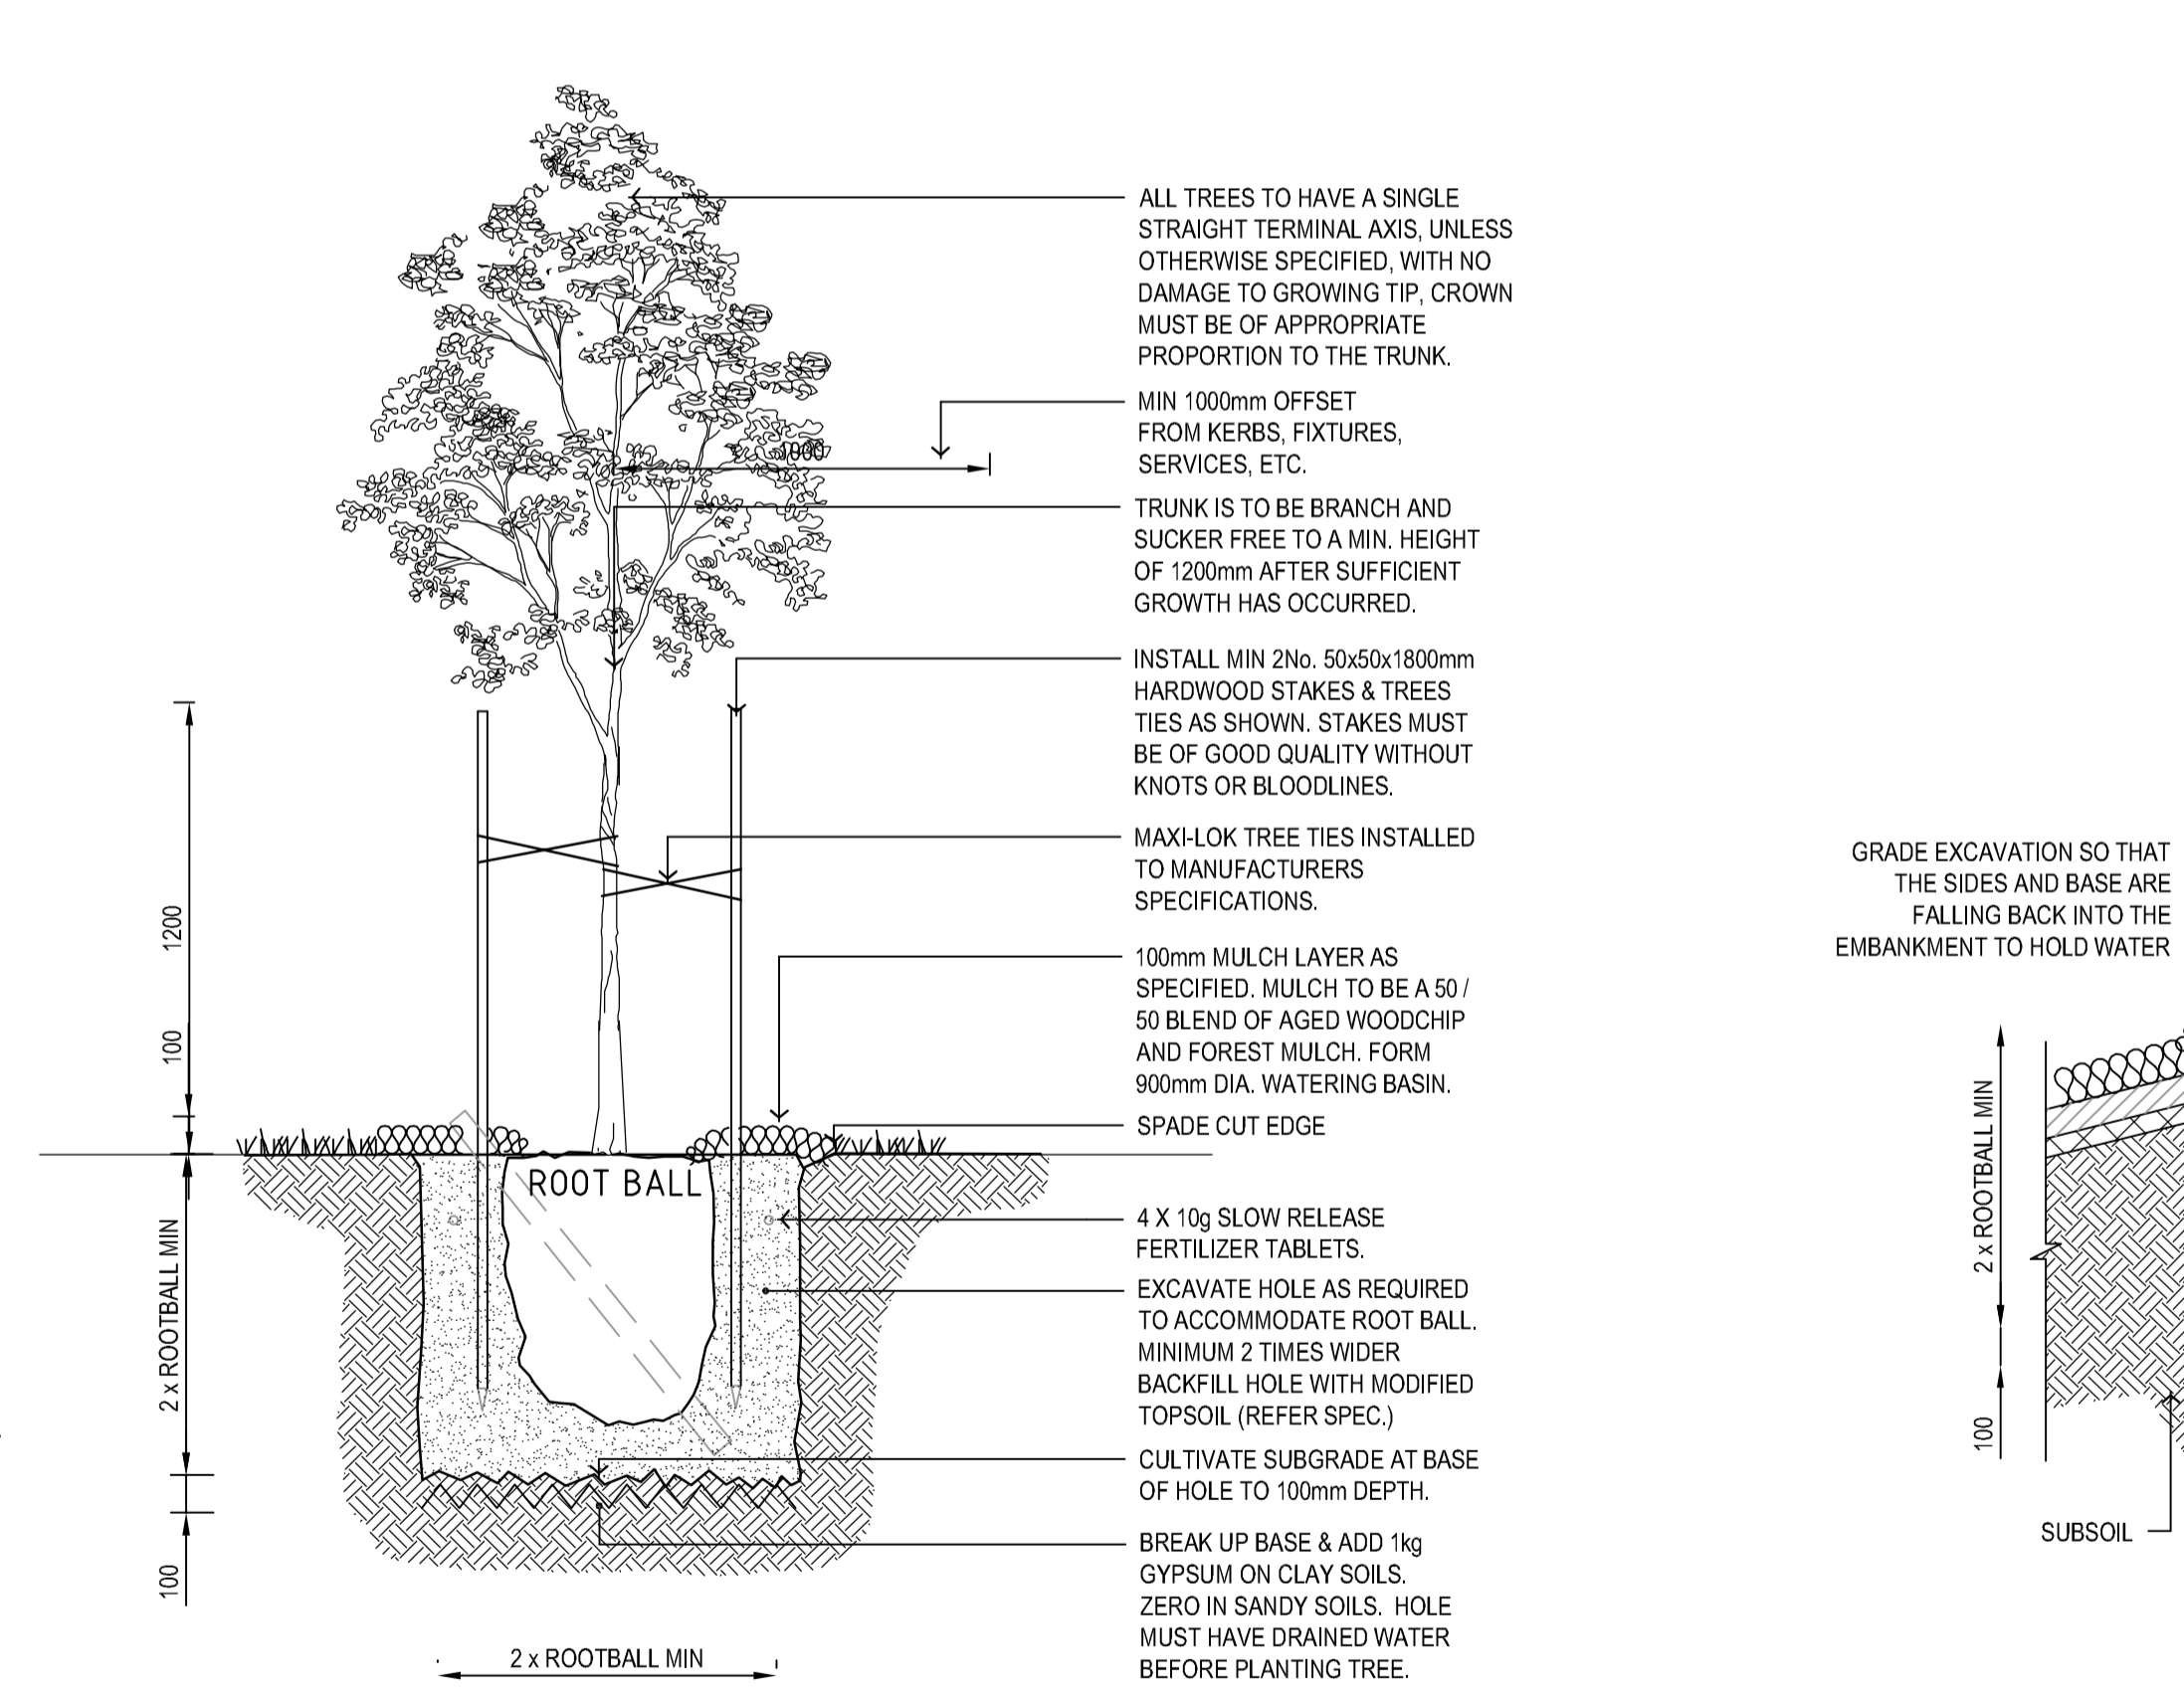 ALL TREES TO HAVE A SINGLE
STRAIGHT TERMINAL AXIS, UNLESS
OTHERWISE SPECIFIED, WITH NO
DAMAGE TO GROWING TIP, CROWN
MUST BE OF APPROPRIATE
PROPORTION TO THE TRUNK.
MIN 1000mm OFFSET
FROM KERBS, FIXTURES,
SERVICES, ETC.
1000
TRUNK IS TO BE BRANCH AND
SUCKER FREE TO A MIN. HEIGHT
OF 1200mm AFTER SUFFICIENT
GROWTH HAS OCCURRED.
INSTALL MIN 2No. 50x50x1800mm
HARDWOOD STAKES & TREES
TIES AS SHOWN. STAKES MUST
BE OF GOOD QUALITY WITHOUT
KNOTS OR BLOODLINES.
MAXI-LOK TREE TIES INSTALLED
TO MANUFACTURERS
SPECIFICATIONS.
100mm MULCH LAYER AS
SPECIFIED. MULCH TO BE A 50 /
50 BLEND OF AGED WOODCHIP
AND FOREST MULCH. FORM
900mm DIA. WATERING BASIN.
SPADE CUT EDGE
4 X 10g SLOW RELEASE
FERTILIZER TABLETS.
EXCAVATE HOLE AS REQUIRED
TO ACCOMMODATE ROOT BALL.
MINIMUM 2 TIMES WIDER
BACKFILL HOLE WITH MODIFIED
TOPSOIL (REFER SPEC.)
CULTIVATE SUBGRADE AT BASE
OF HOLE TO 100mm DEPTH.
BREAK UP BASE & ADD 1kg
GYPSUM ON CLAY SOILS.
ZERO IN SANDY SOILS. HOLE
MUST HAVE DRAINED WATER
BEFORE PLANTING TREE.
1200
100
2 x ROOTBALL MIN
100
ROOT BALL
2 x ROOTBALL MIN
GRADE EXCAVATION SO THAT
THE SIDES AND BASE ARE
FALLING BACK INTO THE
EMBANKMENT TO HOLD WATER
2 x ROOTBALL MIN
100
SUBSOIL